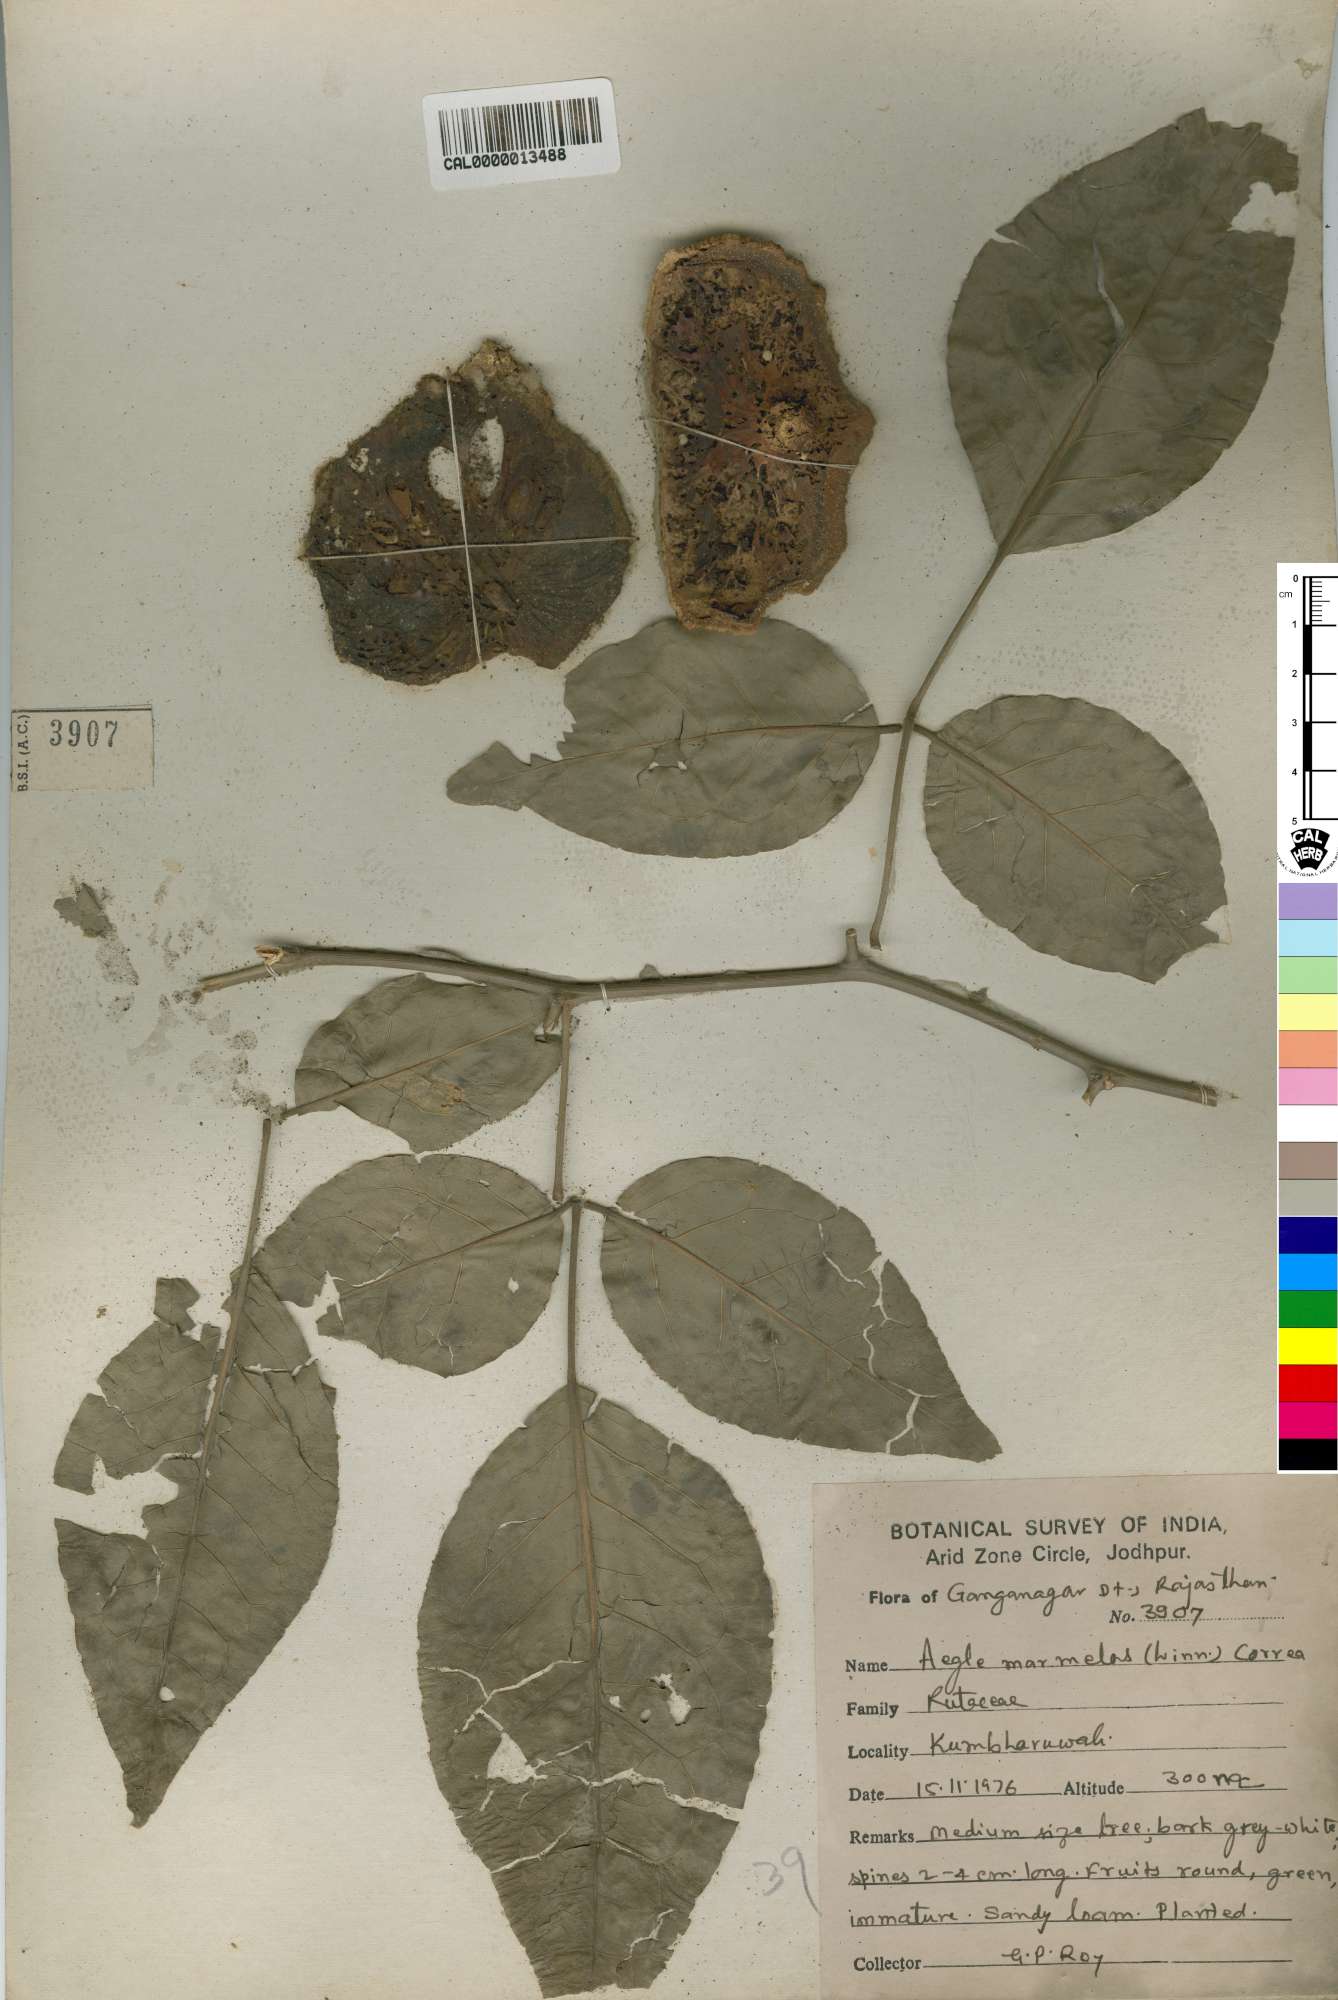 CAL0000013488
B.S.I. (A.C.) 3907
0
cm
1
2
3
4
5
CAL
HERB
BOTANICAL SURVEY OF INDIA,
Arid Zone Circle, Jodhpur.
Flora of Ganganagar Dt., Rajasthan.
No. 3907
Name Aegle marmelos (Linn.) Correa
Family Rutaceae
Locality
Date 15.11.1976 Altitude 300 m
Remarks Medium size tree; bark grey-white;
spines 2-4 cm. long. Fruits round, green,
immature. Sandy loam. Planted.
Collector G.P. Roy
39